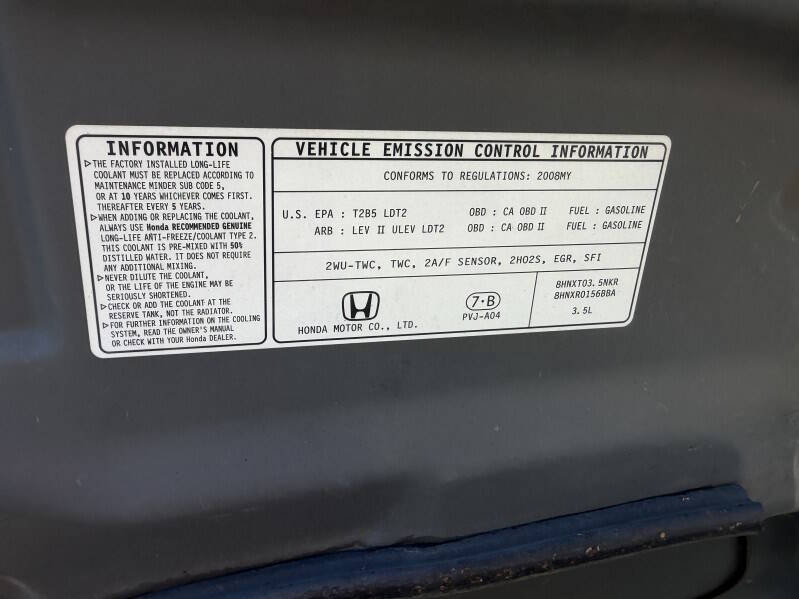 INFORMATION
▷THE FACTORY INSTALLED LONG-LIFE
COOLANT MUST BE REPLACED ACCORDING TO
MAINTENANCE MINDER SUB CODE 5,
OR AT 10 YEARS WHICHEVER COMES FIRST.
THEREAFTER EVERY 5 YEARS.
▷WHEN ADDING OR REPLACING THE COOLANT,
ALWAYS USE Honda RECOMMENDED GENUINE
LONG-LIFE ANTI-FREEZE/COOLANT TYPE 2.
THIS COOLANT IS PRE-MIXED WITH 50%
DISTILLED WATER. IT DOES NOT REQUIRE
ANY ADDITIONAL MIXING.
▷NEVER DILUTE THE COOLANT,
OR THE LIFE OF THE ENGINE MAY BE
SERIOUSLY SHORTENED.
▷CHECK OR ADD THE COOLANT AT THE
RESERVE TANK, NOT THE RADIATOR.
▷FOR FURTHER INFORMATION ON THE COOLING
SYSTEM, READ THE OWNER'S MANUAL
OR CHECK WITH YOUR Honda DEALER.
VEHICLE EMISSION CONTROL INFORMATION
CONFORMS TO REGULATIONS: 2008MY
U.S. EPA : T2B5 LDT2 OBD : CA OBD II FUEL : GASOLINE
ARB : LEV II ULEV LDT2 OBD : CA OBD II FUEL : GASOLINE
2WU-TWC, TWC, 2A/F SENSOR, 2HO2S, EGR, SFI
HONDA MOTOR CO., LTD.
7·B
PVJ-A04
8HNXT03.5NKR
8HNXR0156BBA
3.5L